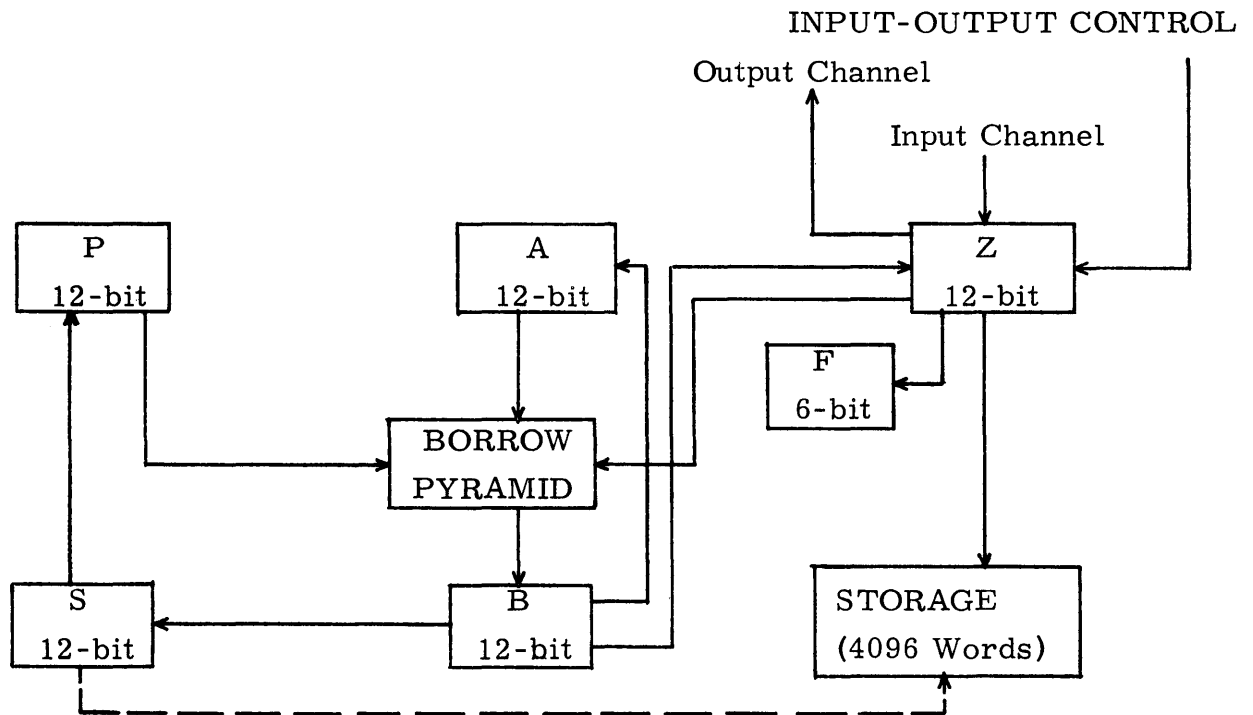 INPUT-OUTPUT CONTROL
Output Channel
Input Channel
P
12-bit
A
12-bit
Z
12-bit
F
6-bit
BORROW
PYRAMID
S
12-bit
B
12-bit
STORAGE
(4096 Words)